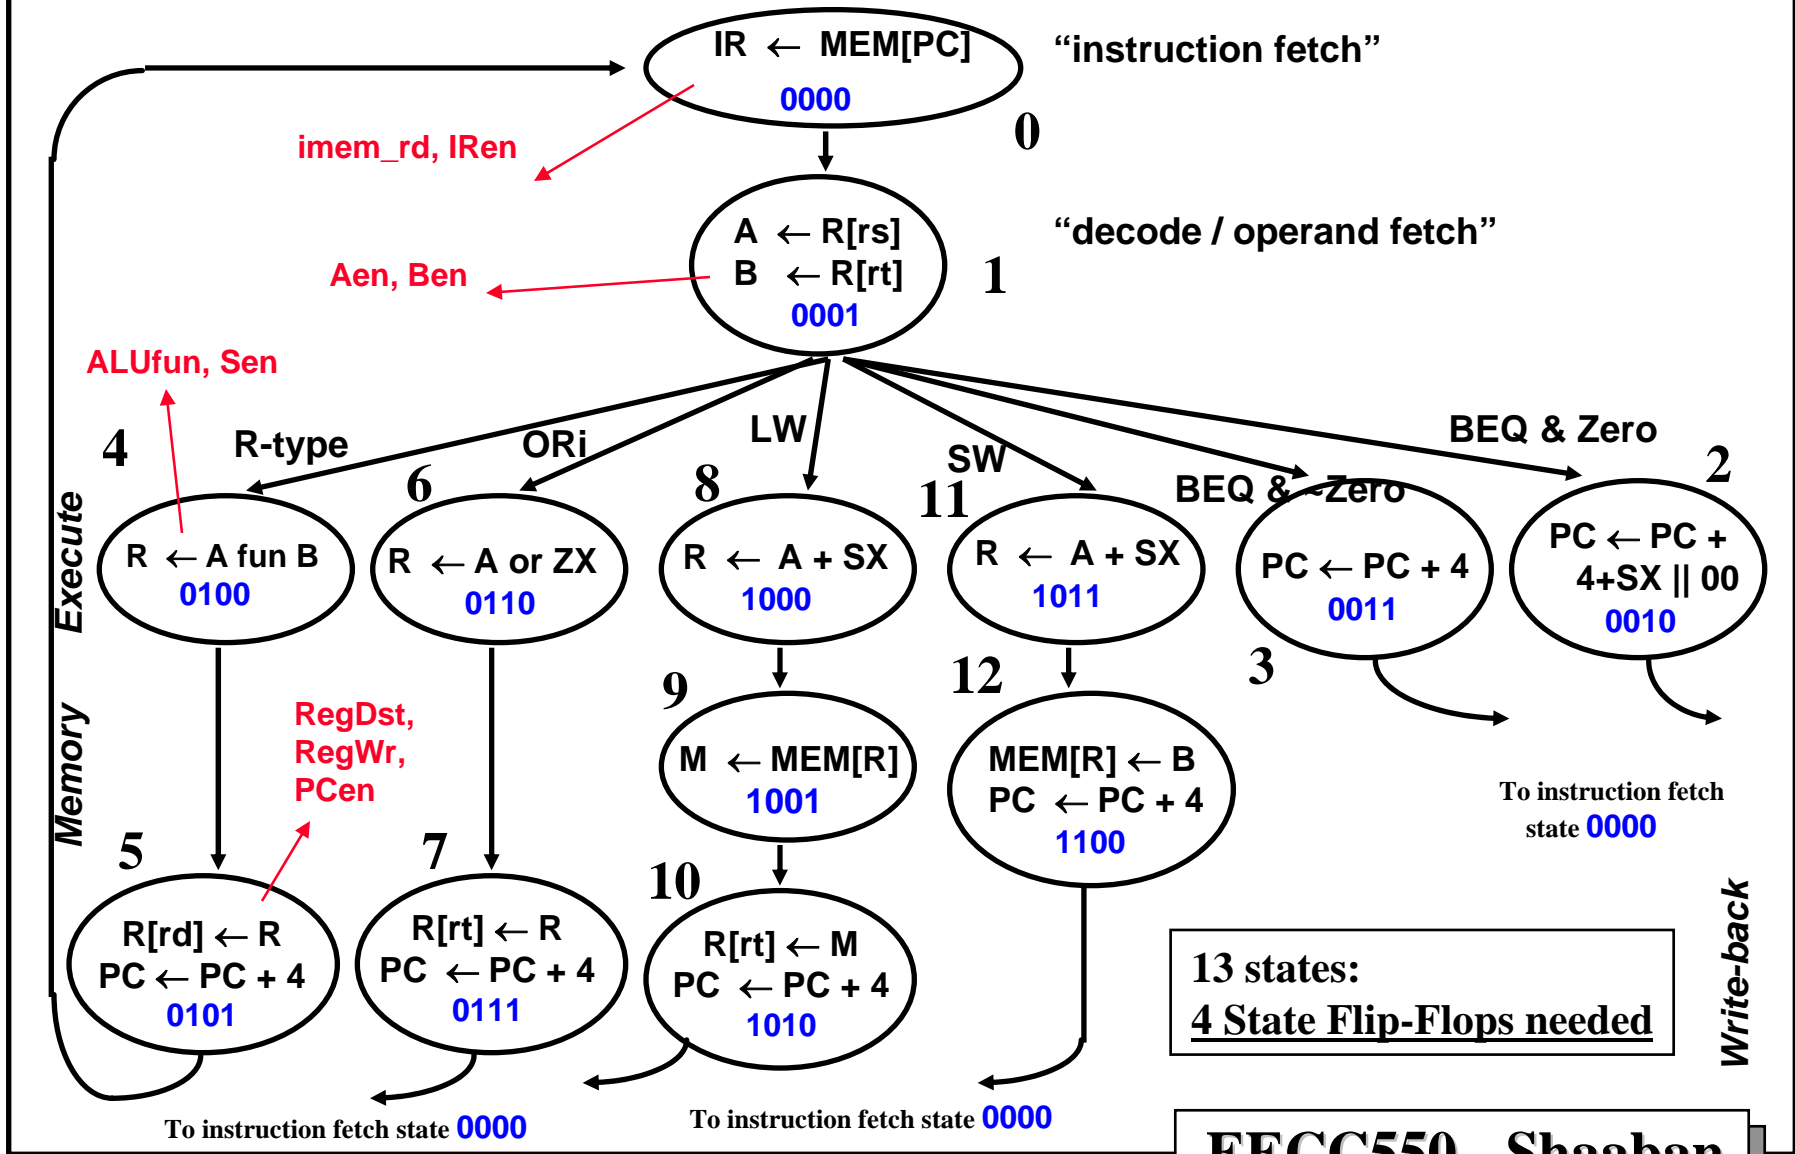 IR ← MEM[PC]
0000
“instruction fetch”
0
imem_rd, IRen
A ← R[rs]
B ← R[rt]
0001
“decode / operand fetch”
1
Aen, Ben
ALUfun, Sen
R-type
ORi
LW
SW
BEQ & ~Zero
BEQ & Zero
4
R ← A fun B
0100
6
R ← A or ZX
0110
8
R ← A + SX
1000
11
R ← A + SX
1011
PC ← PC + 4
0011
3
2
PC ← PC +
4+SX || 00
0010
Execute
Memory
RegDst,
RegWr,
PCen
9
M ← MEM[R]
1001
12
MEM[R] ← B
PC ← PC + 4
1100
To instruction fetch
state 0000
5
R[rd] ← R
PC ← PC + 4
0101
7
R[rt] ← R
PC ← PC + 4
0111
10
R[rt] ← M
PC ← PC + 4
1010
Write-back
13 states:
4 State Flip-Flops needed
To instruction fetch state 0000
To instruction fetch state 0000
EECC550 Shaaban